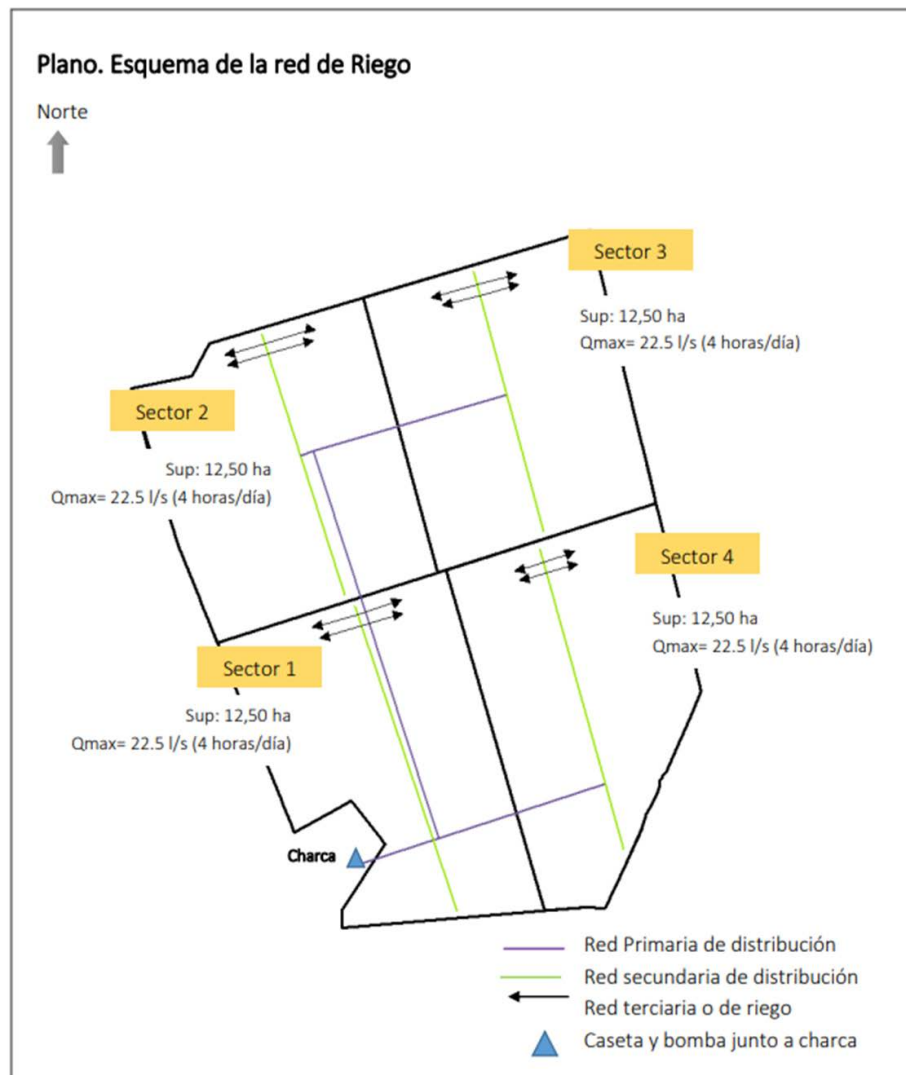 Plano. Esquema de la red de Riego
Norte
Sector 3
Sup: 12,50 ha
Qmax= 22.5 l/s (4 horas/día)
Sector 2
Sup: 12,50 ha
Qmax= 22.5 l/s (4 horas/día)
Sector 4
Sup: 12,50 ha
Qmax= 22.5 l/s (4 horas/día)
Sector 1
Sup: 12,50 ha
Qmax= 22.5 l/s (4 horas/día)
Charca
Red Primaria de distribución
Red secundaria de distribución
Red terciaria o de riego
Caseta y bomba junto a charca